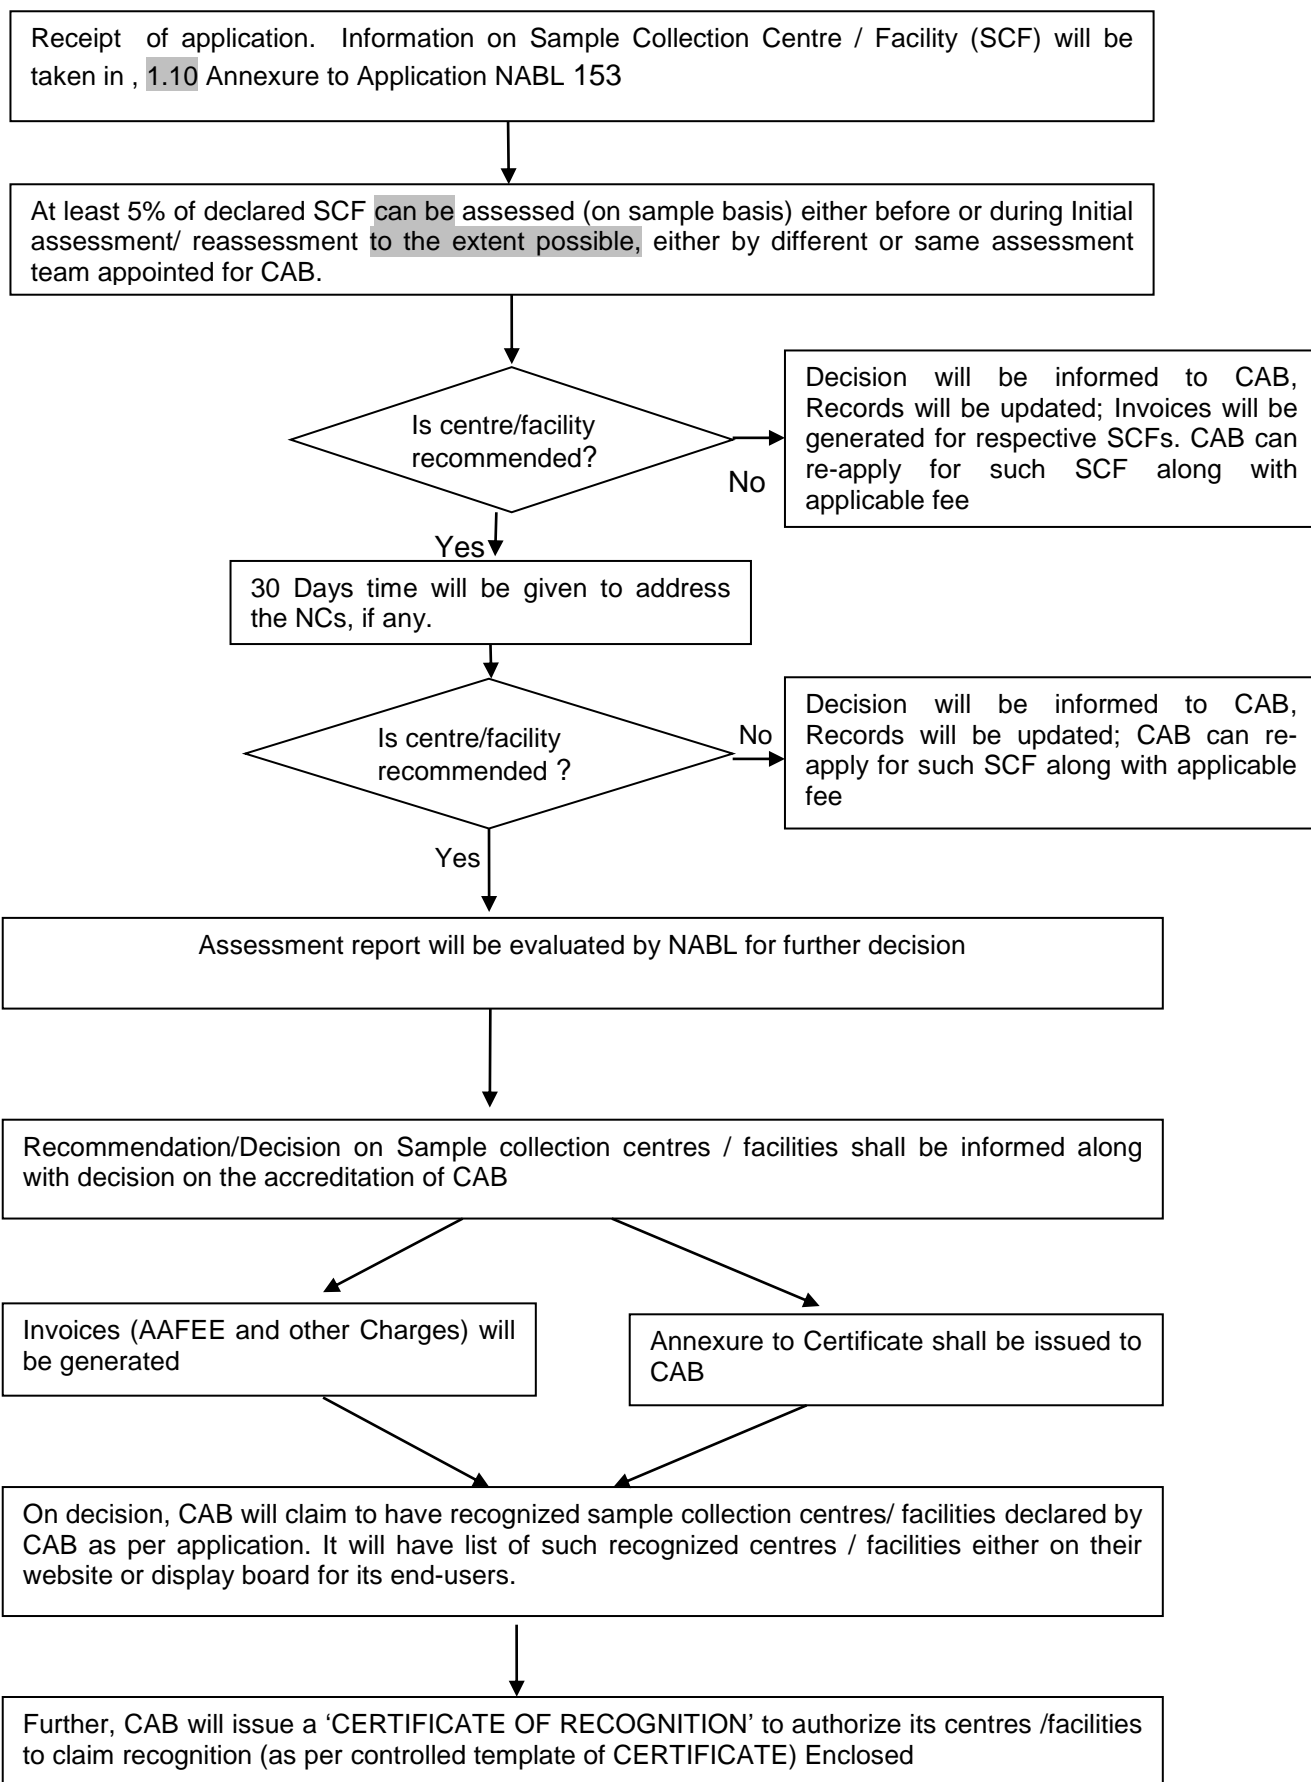 Receipt of application. Information on Sample Collection Centre / Facility (SCF) will be
taken in , 1.10 Annexure to Application NABL 153
At least 5% of declared SCF can be assessed (on sample basis) either before or during Initial
assessment/ reassessment to the extent possible, either by different or same assessment
team appointed for CAB.
Is centre/facility
recommended?
No
Decision will be informed to CAB,
Records will be updated; Invoices will be
generated for respective SCFs. CAB can
re-apply for such SCF along with
applicable fee
Yes
30 Days time will be given to address
the NCs, if any.
Is centre/facility
recommended ?
No
Decision will be informed to CAB,
Records will be updated; CAB can re-
apply for such SCF along with applicable
fee
Yes
Assessment report will be evaluated by NABL for further decision
Recommendation/Decision on Sample collection centres / facilities shall be informed along
with decision on the accreditation of CAB
Invoices (AAFEE and other Charges) will
be generated
Annexure to Certificate shall be issued to
CAB
On decision, CAB will claim to have recognized sample collection centres/ facilities declared by
CAB as per application. It will have list of such recognized centres / facilities either on their
website or display board for its end-users.
Further, CAB will issue a ‘CERTIFICATE OF RECOGNITION’ to authorize its centres /facilities
to claim recognition (as per controlled template of CERTIFICATE) Enclosed